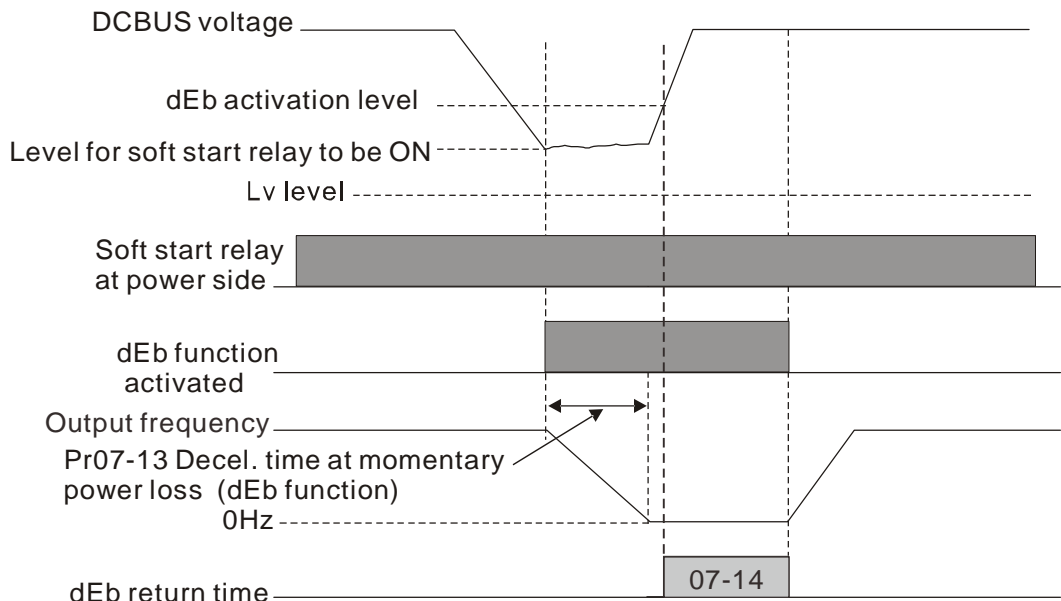 DCBUS voltage
dEb activation level
Level for soft start relay to be ON
Lv level
Soft start relay
at power side
dEb function
activated
Output frequency
Pr07-13 Decel. time at momentary
power loss (dEb function)
0Hz
07-14
dEb return time